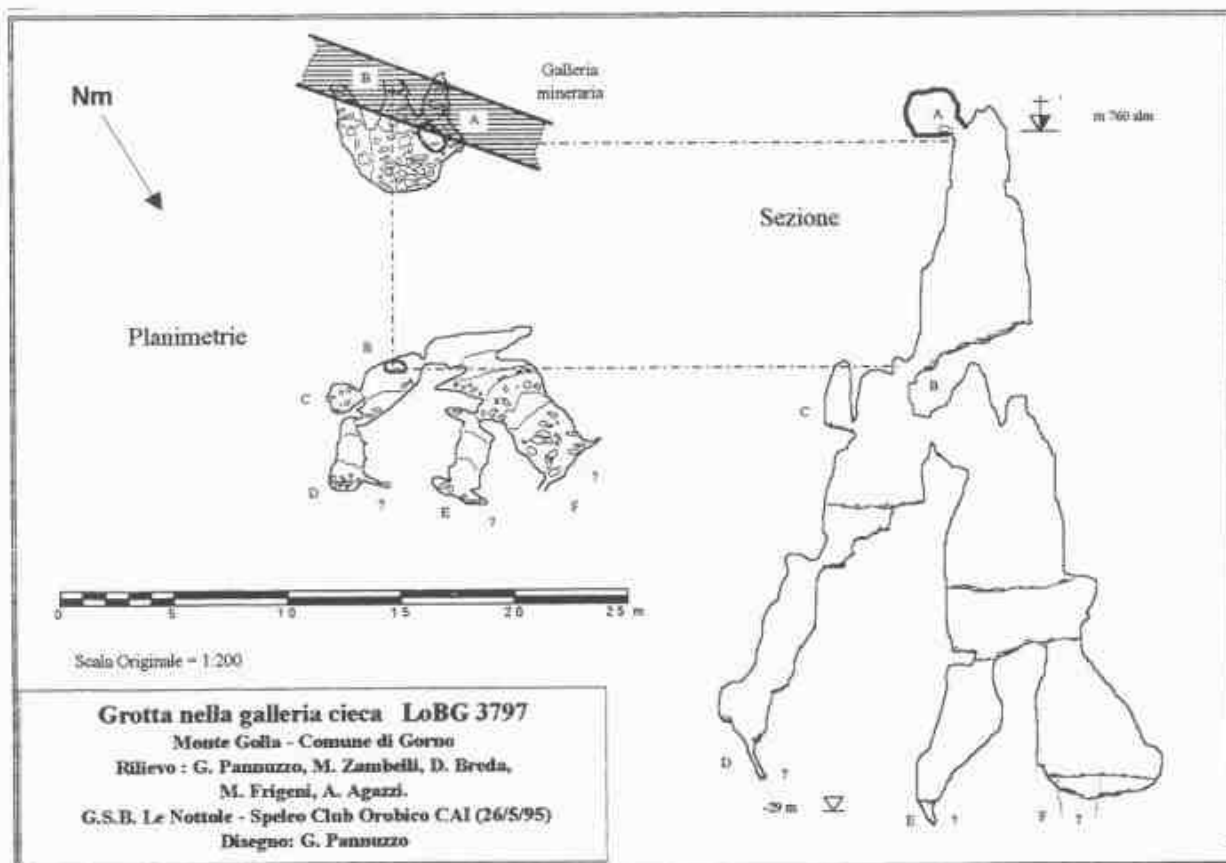 Nm
B
A
Galleria
mineraria
A
m 760 slm
Sezione
Planimetrie
B
C
D
?
E
?
F
?
B
C
D
?
-29 m
E
?
F
?
0 5 10 15 20 25 m
Scala Originale = 1:200
Grotta nella galleria cieca LoBG 3797
Monte Golla - Comune di Gorno
Rilievo : G. Pannuzzo, M. Zambelli, D. Breda,
M. Frigeni, A. Agazzi.
G.S.B. Le Nottole - Speleo Club Orobico CAI (26/5/95)
Disegno: G. Pannuzzo